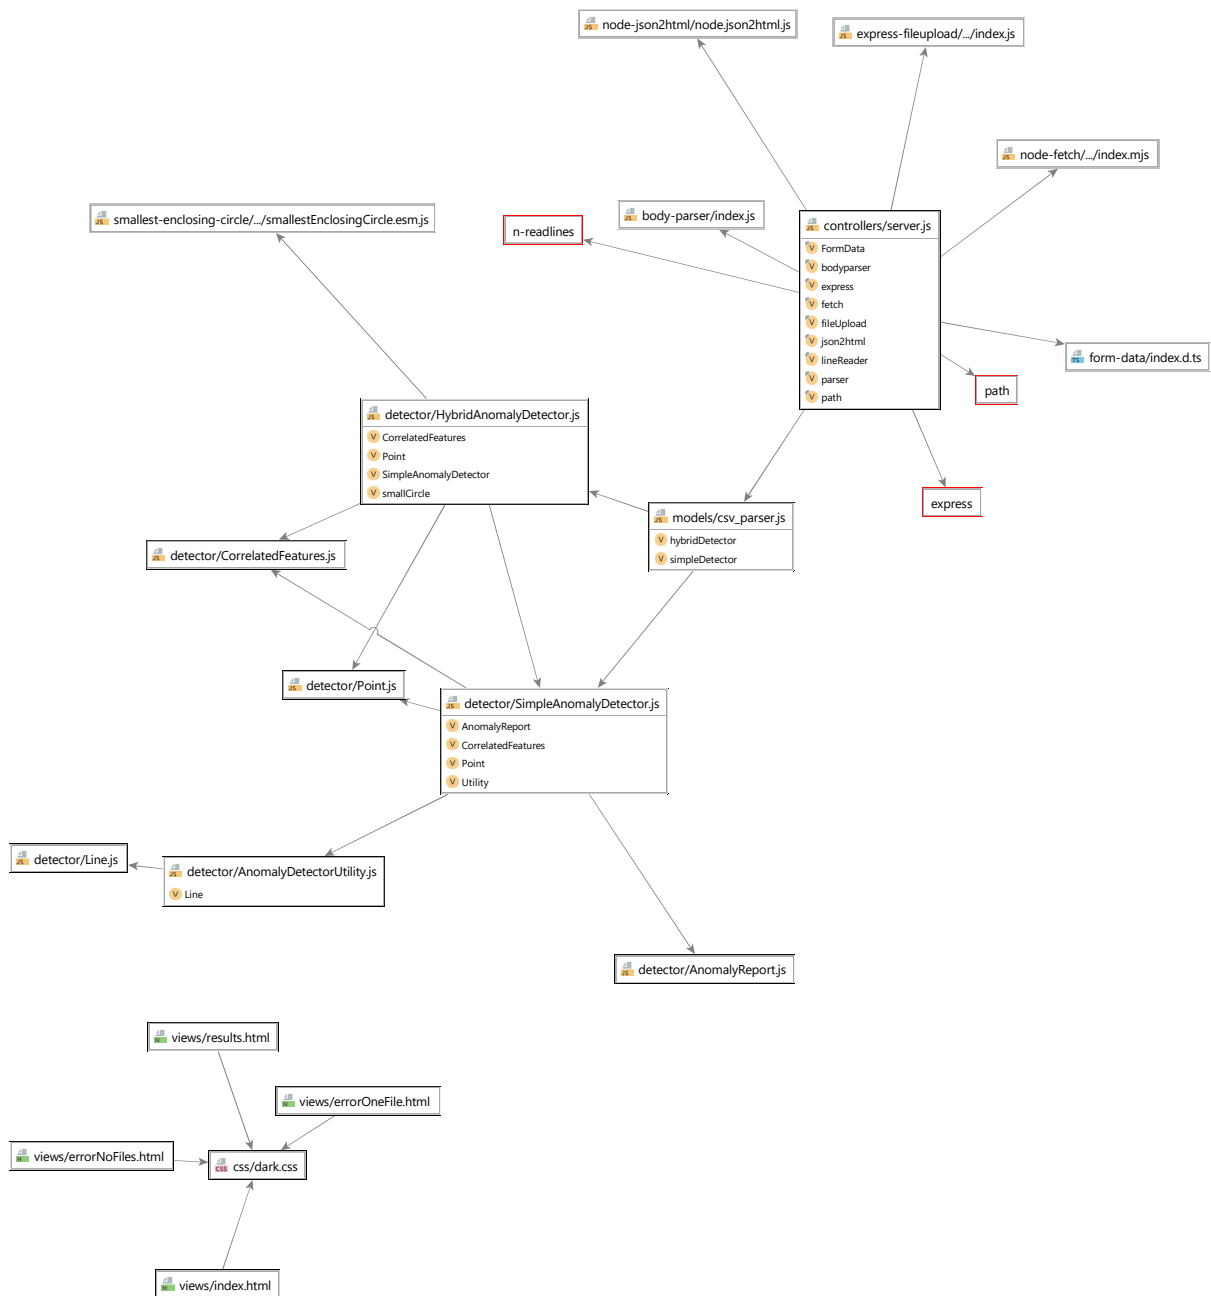 node-json2html/node.json2html.js
express-fileupload/.../index.js
node-fetch/.../index.mjs
smallest-enclosing-circle/.../smallestEnclosingCircle.esm.js
n-readlines
body-parser/index.js
controllers/server.js
FormData
bodyparser
express
fetch
fileUpload
json2html
lineReader
parser
path
form-data/index.d.ts
path
express
detector/HybridAnomalyDetector.js
CorrelatedFeatures
Point
SimpleAnomalyDetector
smallCircle
models/csv_parser.js
hybridDetector
simpleDetector
detector/CorrelatedFeatures.js
detector/Point.js
detector/SimpleAnomalyDetector.js
AnomalyReport
CorrelatedFeatures
Point
Utility
detector/Line.js
detector/AnomalyDetectorUtility.js
Line
detector/AnomalyReport.js
views/results.html
views/errorOneFile.html
views/errorNoFiles.html
css/dark.css
views/index.html